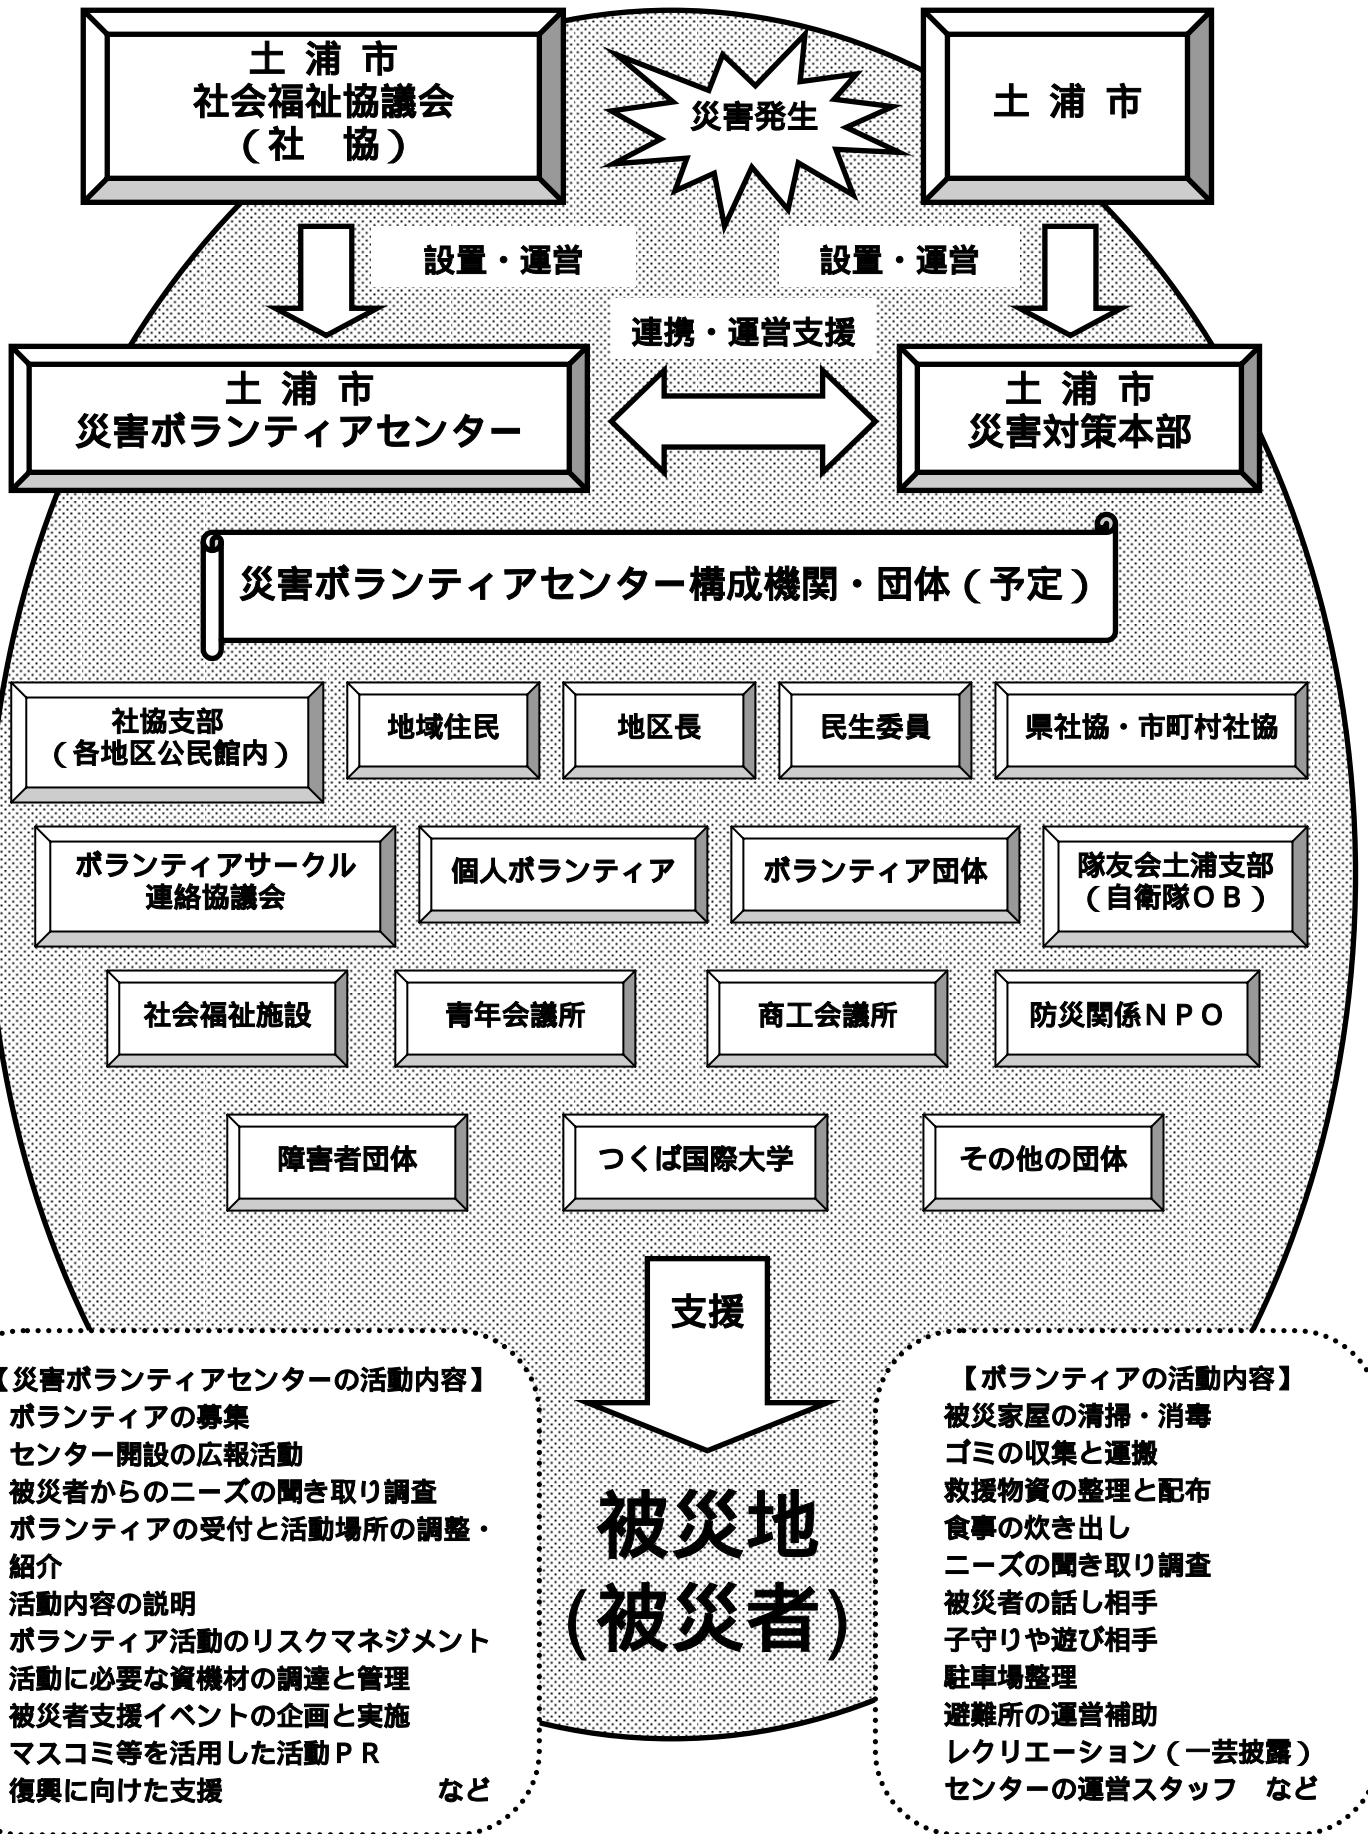 土 浦 市
社会福祉協議会
（社　協）
災害発生
土 浦 市
設置・運営
設置・運営
連携・運営支援
土 浦 市
災害ボランティアセンター
土 浦 市
災害対策本部
災害ボランティアセンター構成機関・団体（予定）
社協支部
（各地区公民館内）
地域住民
地区長
民生委員
県社協・市町村社協
ボランティアサークル
連絡協議会
個人ボランティア
ボランティア団体
隊友会土浦支部
（自衛隊ＯＢ）
社会福祉施設
青年会議所
商工会議所
防災関係ＮＰＯ
障害者団体
つくば国際大学
その他の団体
支援
被災地
（被災者）
【災害ボランティアセンターの活動内容】
ボランティアの募集
センター開設の広報活動
被災者からのニーズの聞き取り調査
ボランティアの受付と活動場所の調整・
紹介
活動内容の説明
ボランティア活動のリスクマネジメント
活動に必要な資機材の調達と管理
被災者支援イベントの企画と実施
マスコミ等を活用した活動ＰＲ
復興に向けた支援　　　　　　　　など
【ボランティアの活動内容】
被災家屋の清掃・消毒
ゴミの収集と運搬
救援物資の整理と配布
食事の炊き出し
ニーズの聞き取り調査
被災者の話し相手
子守りや遊び相手
駐車場整理
避難所の運営補助
レクリエーション（一芸披露）
センターの運営スタッフ　など